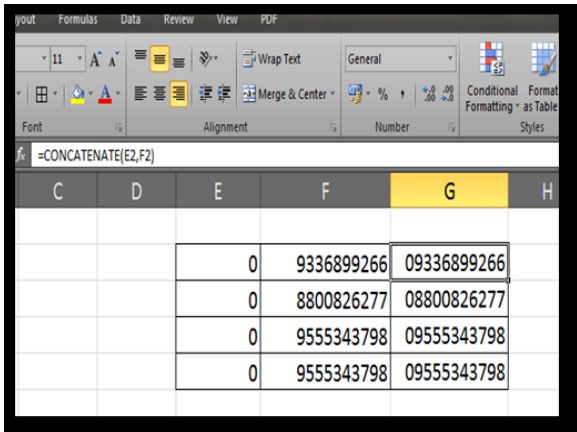 yout Formulas Data Review View PDF
11 A A Wrap Text General
A Merge & Center % , .0 .00 .00 .0 Conditional Format
Formatting as Table
Font Alignment Number Styles
fx =CONCATENATE(E2,F2)
C D E F G H
0 9336899266 09336899266
0 8800826277 08800826277
0 9555343798 09555343798
0 9555343798 09555343798